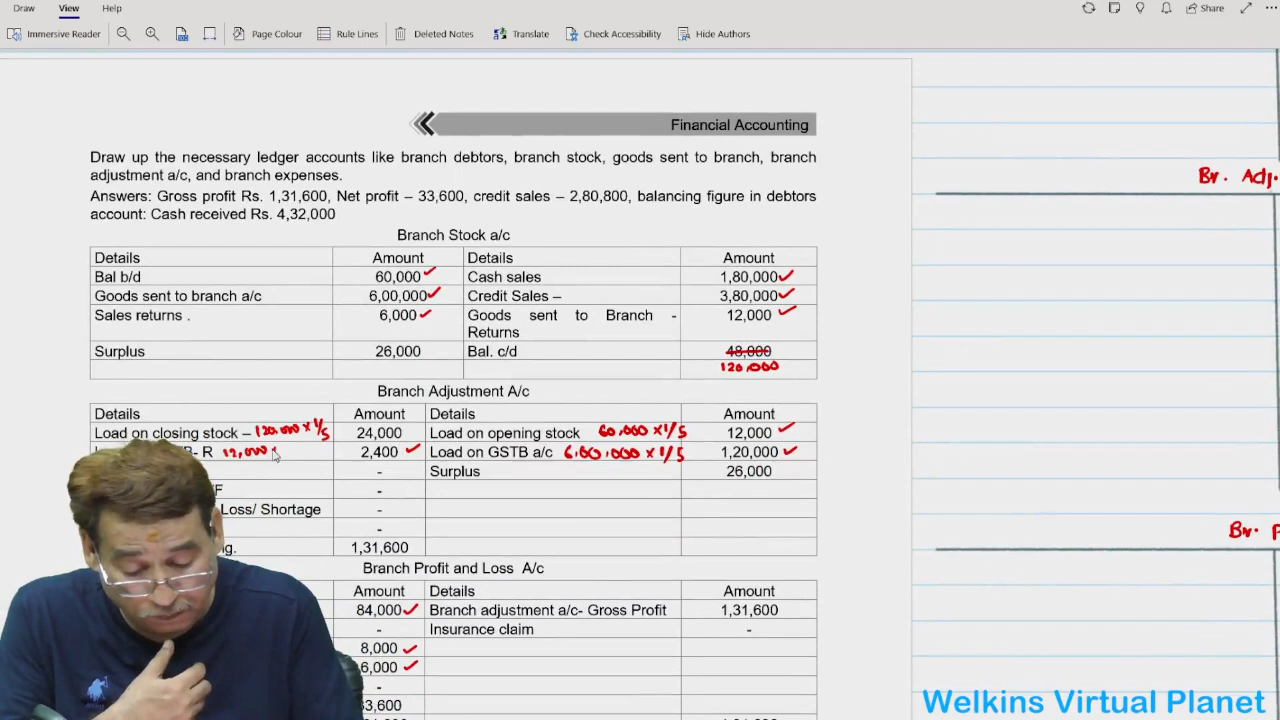 Draw View Help
Immersive Reader Page Colour Rule Lines Deleted Notes Translate Check Accessibility Hide Authors Share
Financial Accounting
Draw up the necessary ledger accounts like branch debtors, branch stock, goods sent to branch, branch
adjustment a/c, and branch expenses.
Answers: Gross profit Rs. 1,31,600, Net profit – 33,600, credit sales – 2,80,800, balancing figure in debtors
account: Cash received Rs. 4,32,000
Br. Adj.
Branch Stock a/c
Details Amount Details Amount
Bal b/d 60,000 Cash sales 1,80,000
Goods sent to branch a/c 6,00,000 Credit Sales – 3,80,000
Sales returns . 6,000 Goods sent to Branch - 12,000
Returns
Surplus 26,000 Bal. c/d 48,000
120,000
Branch Adjustment A/c
Details Amount Details Amount
Load on closing stock – 120,000 x 1/5 24,000 Load on opening stock 60,000 x 1/5 12,000
B- R 12,000 2,400 Load on GSTB a/c 6,00,000 x 1/5 1,20,000
- Surplus 26,000
F -
Loss/ Shortage -
-
g. 1,31,600
Br. P
Branch Profit and Loss A/c
Amount Details Amount
84,000 Branch adjustment a/c- Gross Profit 1,31,600
- Insurance claim -
8,000
6,000
-
33,600
Welkins Virtual Planet